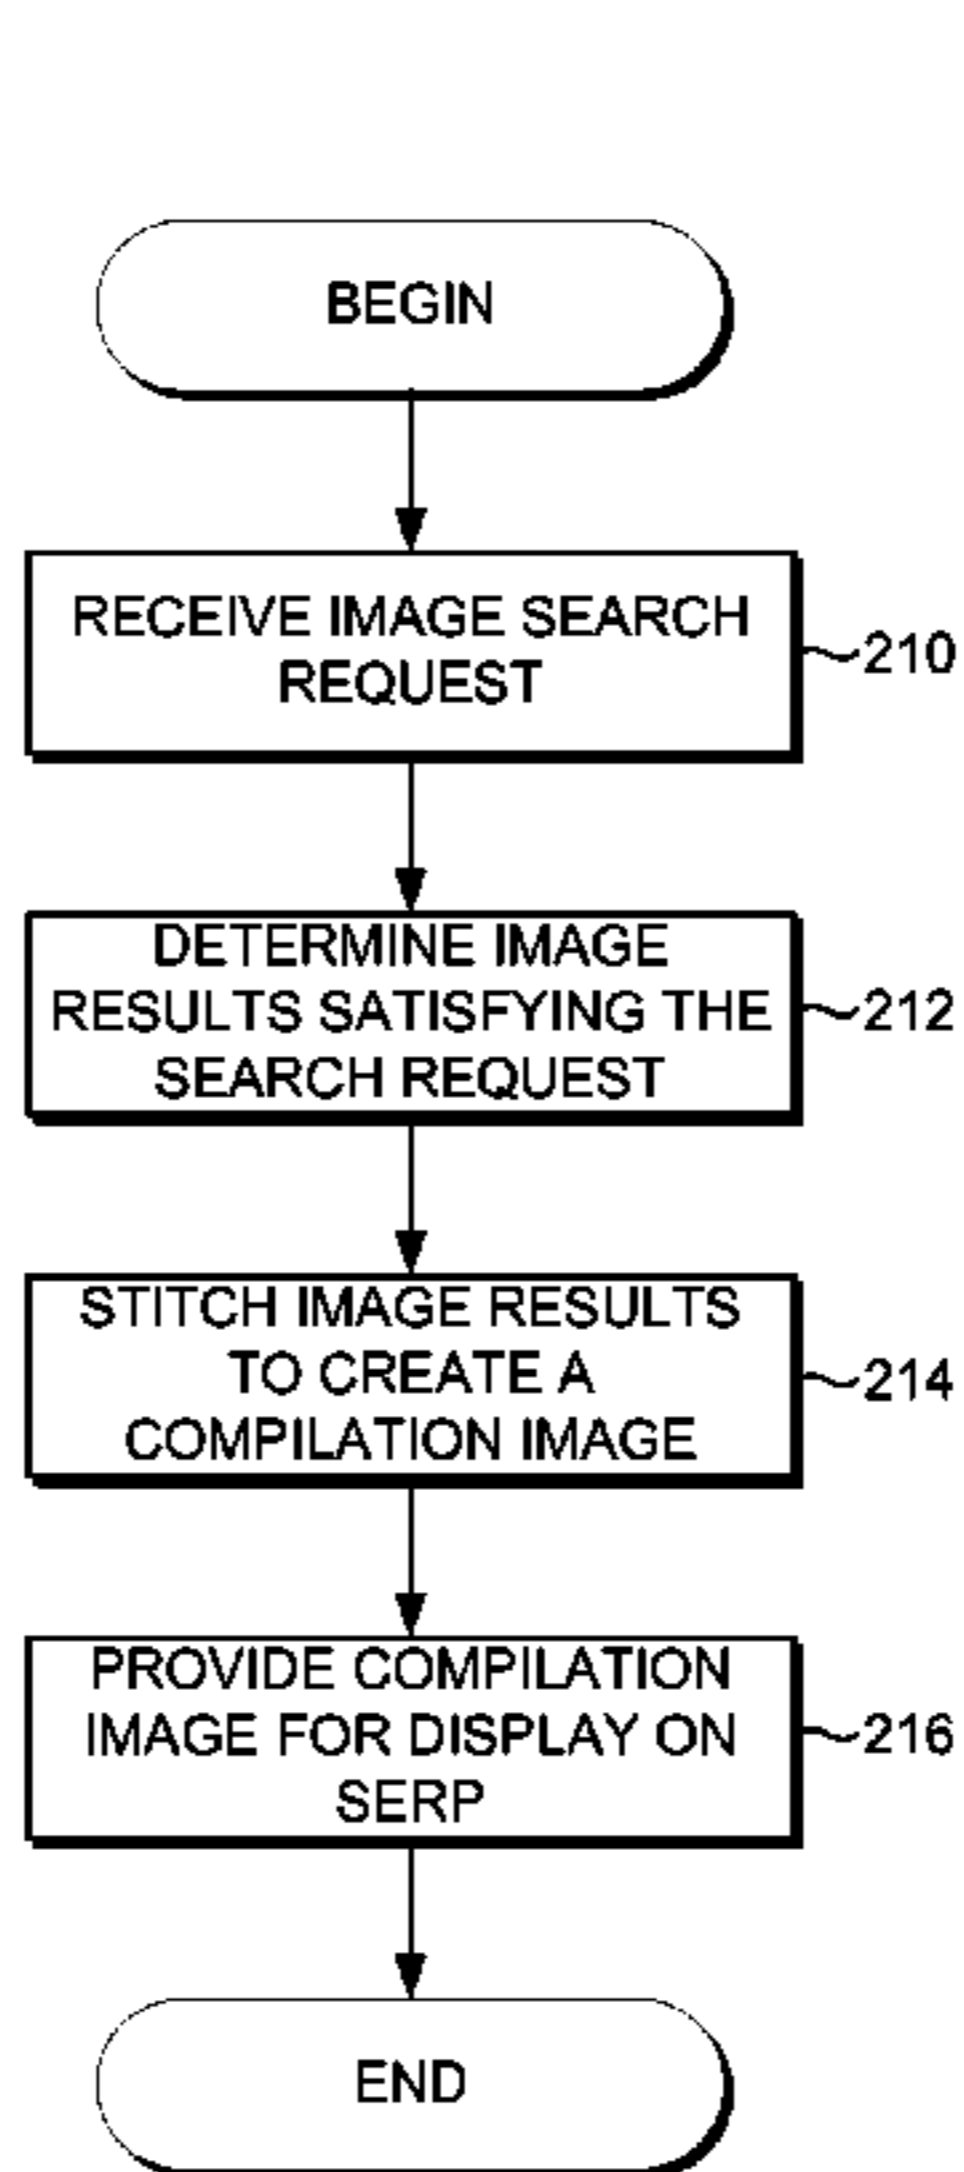 BEGIN
RECEIVE IMAGE SEARCH
REQUEST
210
DETERMINE IMAGE
RESULTS SATISFYING THE
SEARCH REQUEST
212
STITCH IMAGE RESULTS
TO CREATE A
COMPILATION IMAGE
214
PROVIDE COMPILATION
IMAGE FOR DISPLAY ON
SERP
216
END